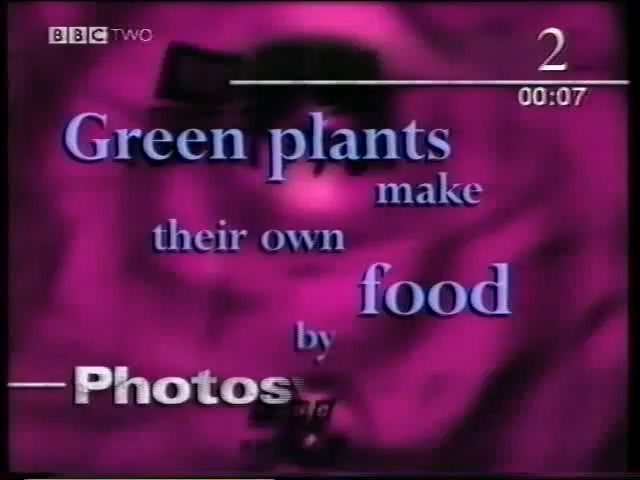 BBC TWO
2
00:07
Green plants
make
their own
food
by
Photos